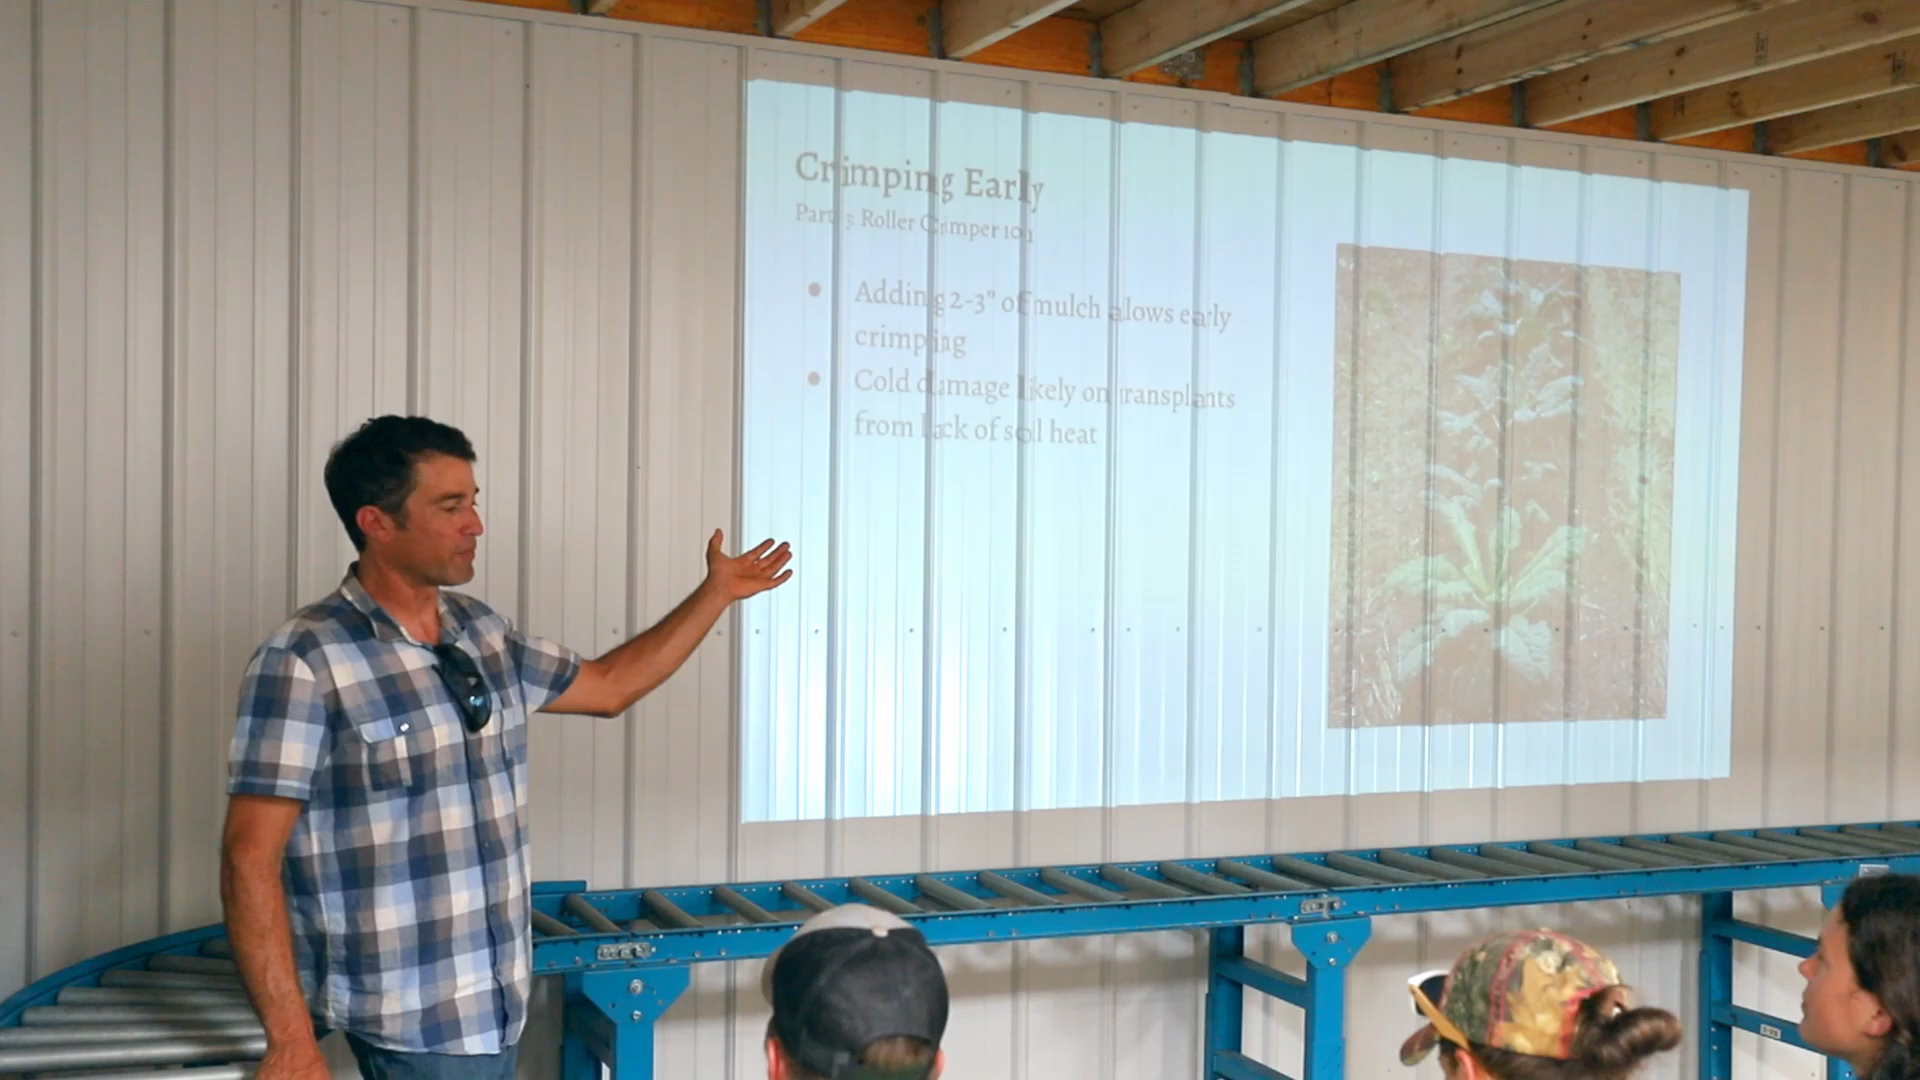 Crimping Early
Part 3: Roller Crimper 101
● Adding 2-3” of mulch allows early
crimping
● Cold damage likely on transplants
from lack of soil heat